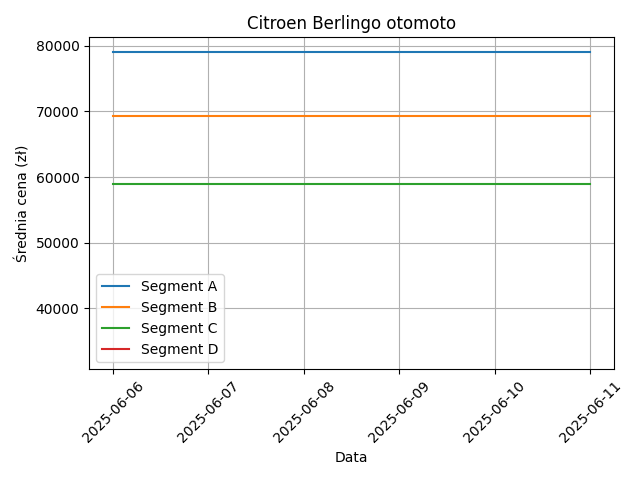 Citroen Berlingo otomoto
Średnia cena (zł)
80000
70000
60000
50000
40000
Segment A
Segment B
Segment C
Segment D
2025-06-06
2025-06-07
2025-06-08
2025-06-09
2025-06-10
2025-06-11
Data